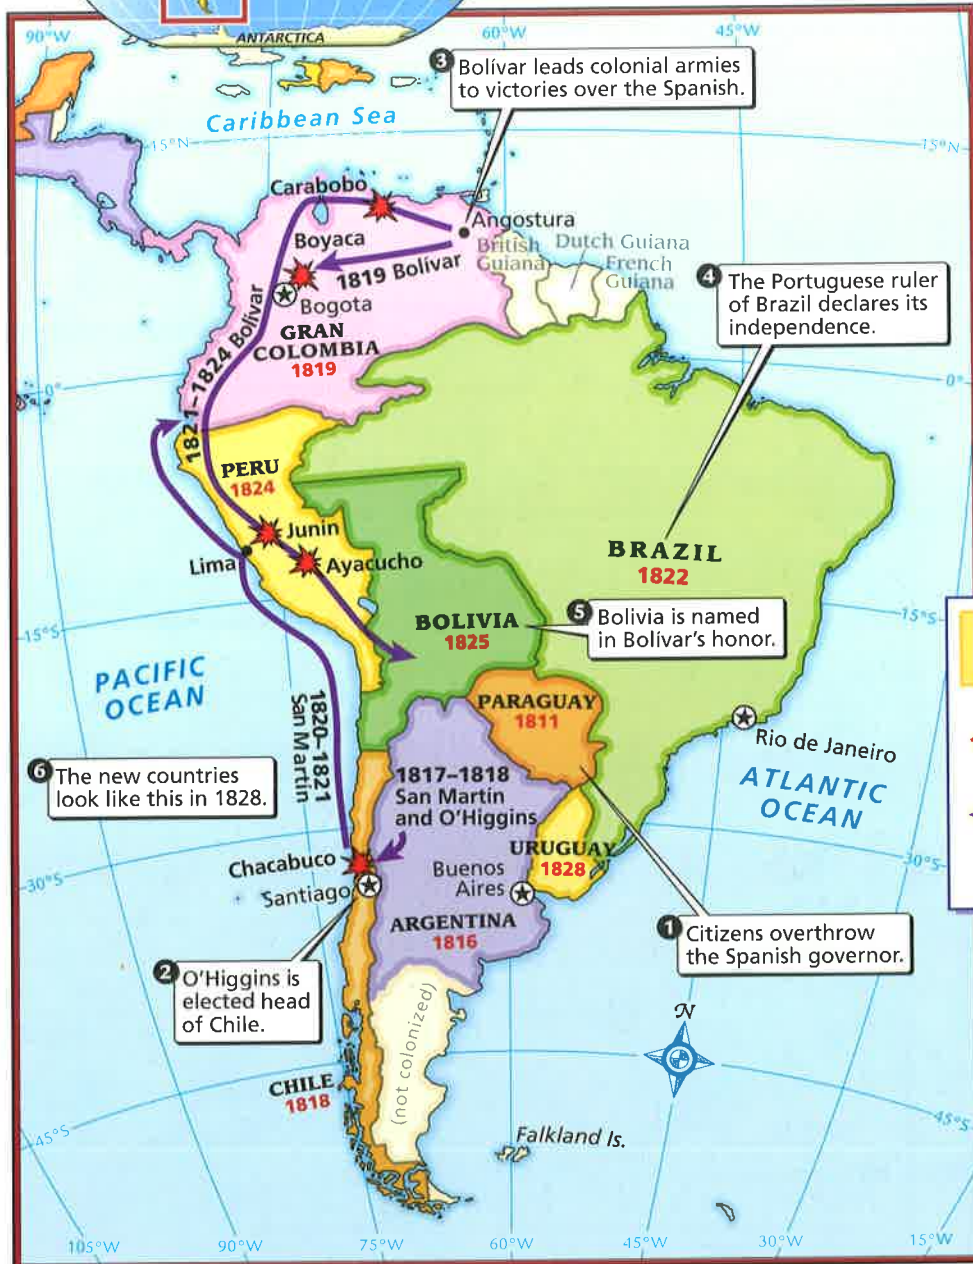 ANTARCTICA
90°W
60°W
45°W
3 Bolívar leads colonial armies
to victories over the Spanish.
Caribbean Sea
15°N
15°N
Carabobo
Angostura
Boyaca
British
Guiana
Dutch Guiana
French
Guiana
1819 Bolívar
Bogota
4 The Portuguese ruler
of Brazil declares its
independence.
GRAN
COLOMBIA
1819
1821–1824 Bolívar
0°
0°
PERU
1824
Junin
Lima
Ayacucho
BRAZIL
1822
BOLIVIA
1825
5 Bolivia is named
in Bolívar's honor.
15°S
15°S
PACIFIC
OCEAN
1820–1821
San Martín
PARAGUAY
1811
Rio de Janeiro
ATLANTIC
OCEAN
6 The new countries
look like this in 1828.
1817–1818
San Martín
and O'Higgins
URUGUAY
1828
Chacabuco
Santiago
Buenos
Aires
30°S
30°S
ARGENTINA
1816
1 Citizens overthrow
the Spanish governor.
2 O'Higgins is
elected head
of Chile.
(not colonized)
N
CHILE
1818
Falkland Is.
45°S
45°S
105°W
90°W
75°W
60°W
45°W
30°W
15°W